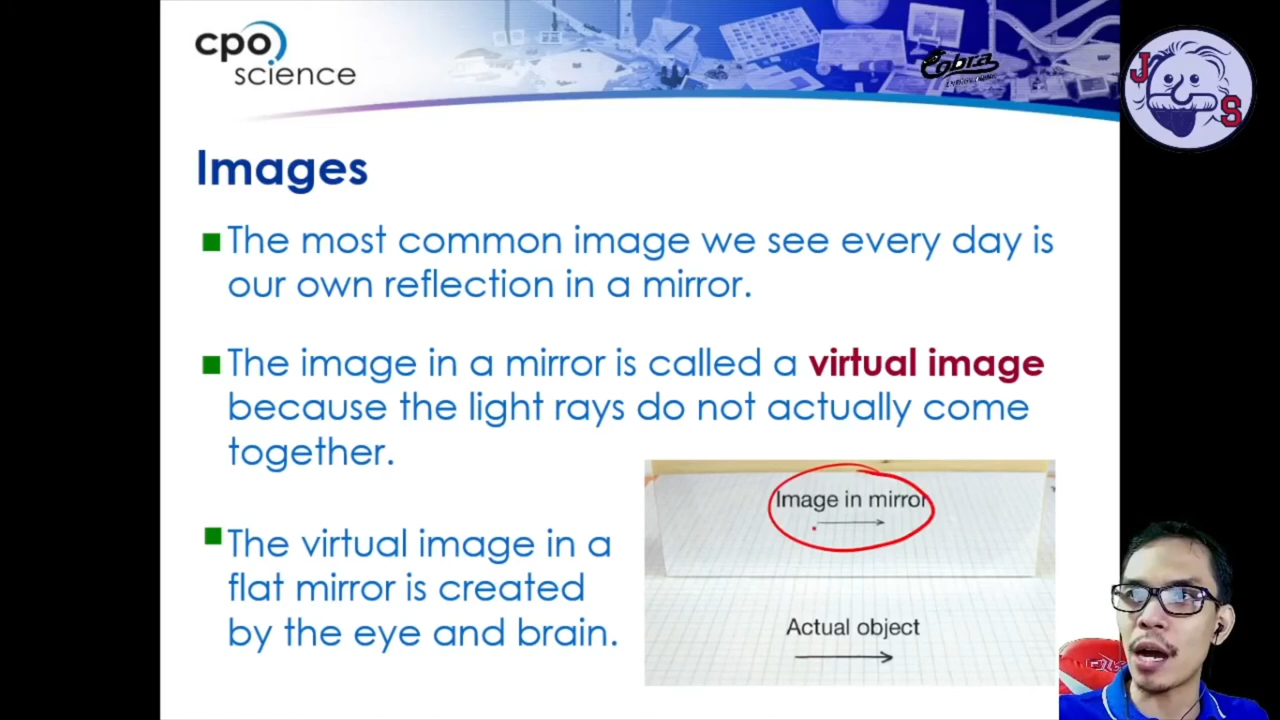 cpo
science
Cobra
J
S
Images
The most common image we see every day is
our own reflection in a mirror.
The image in a mirror is called a virtual image
because the light rays do not actually come
together.
The virtual image in a
flat mirror is created
by the eye and brain.
Image in mirror
Actual object